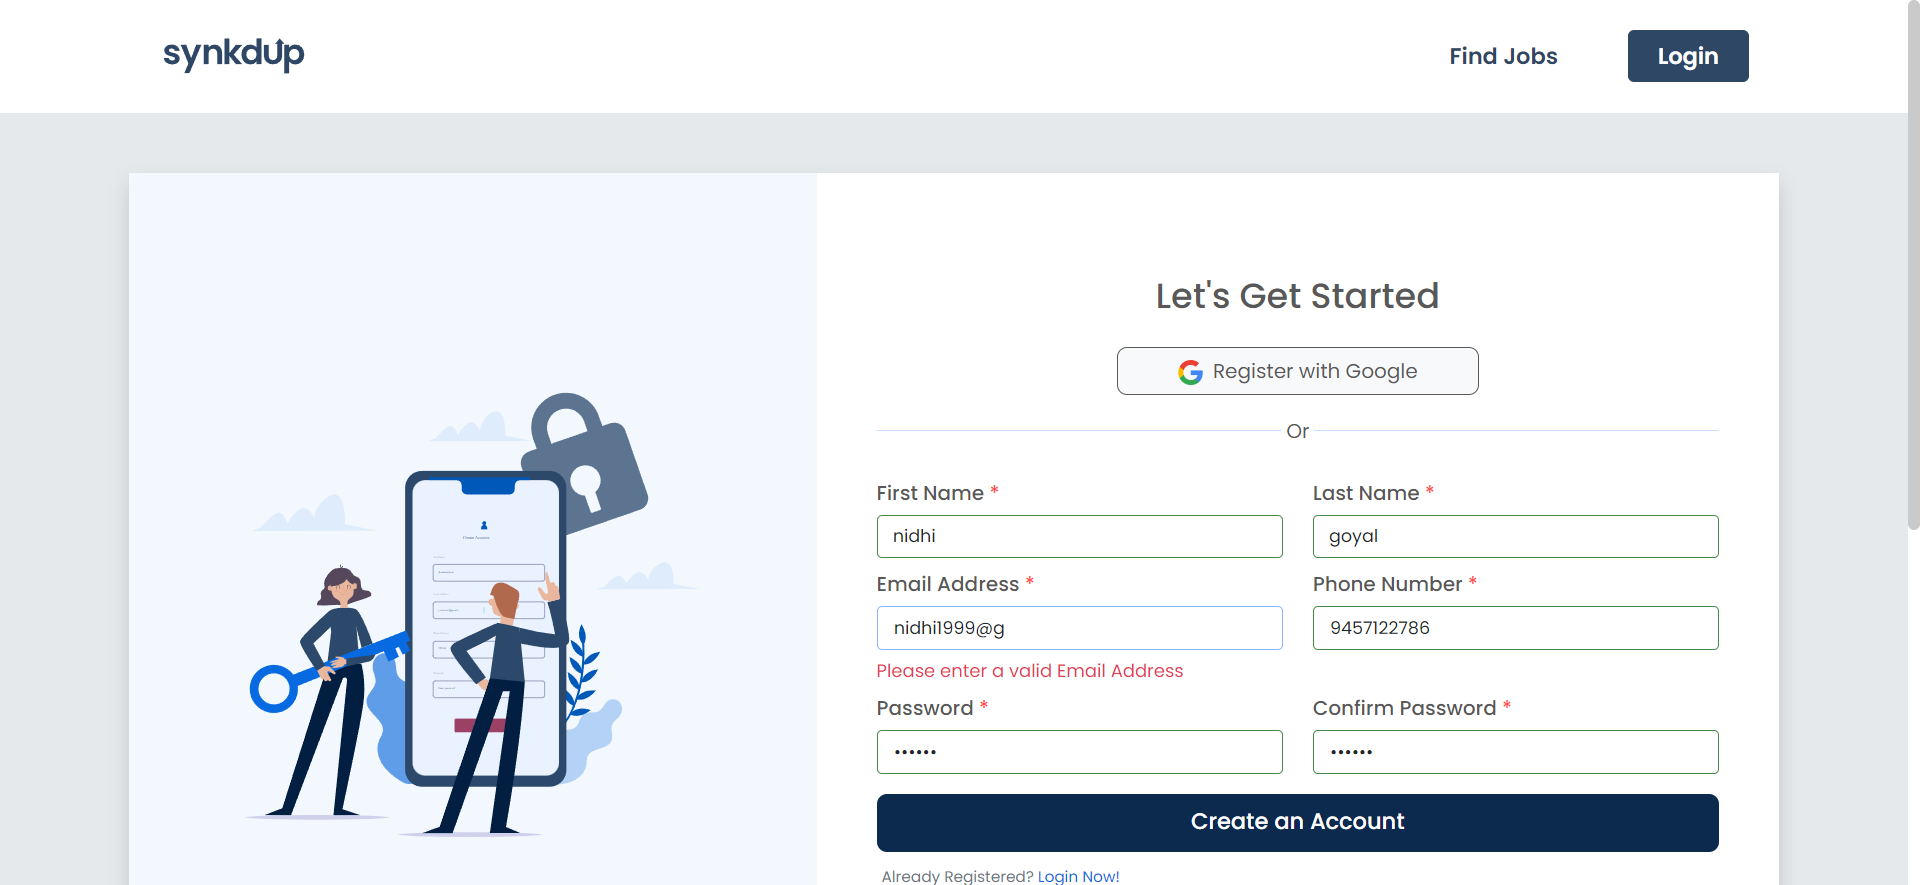 synkdup
Find Jobs
Login
Let's Get Started
Register with Google
Or
First Name *
Last Name *
nidhi
goyal
Email Address *
Phone Number *
nidhi1999@g
9457122786
Please enter a valid Email Address
Password *
Confirm Password *
••••••
••••••
Create an Account
Already Registered? Login Now!